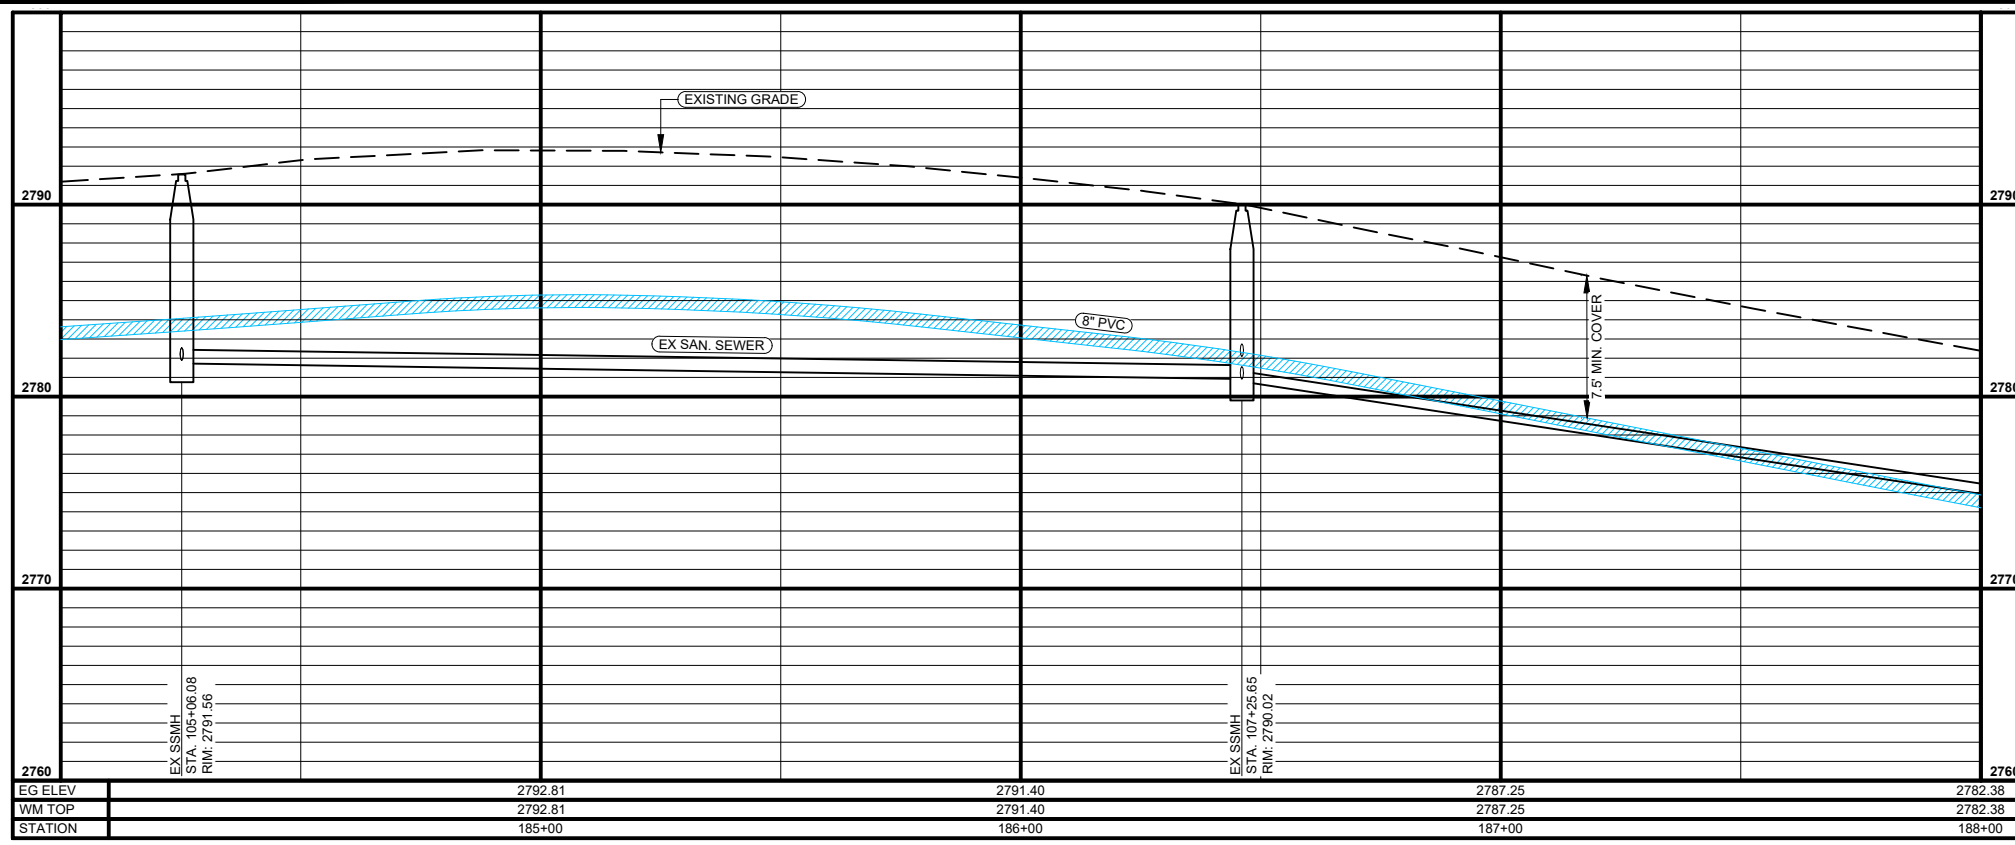 EXISTING GRADE
2790
2790
8" PVC
EX SAN. SEWER
7.5' MIN. COVER
2780
2780
2770
2770
EX SSMH
STA. 105+06.08
RIM: 2791.56
EX SSMH
STA. 107+25.65
RIM: 2790.02
2760
2760
EG ELEV 2792.81 2791.40 2787.25 2782.38
WM TOP 2792.81 2791.40 2787.25 2782.38
STATION 185+00 186+00 187+00 188+00